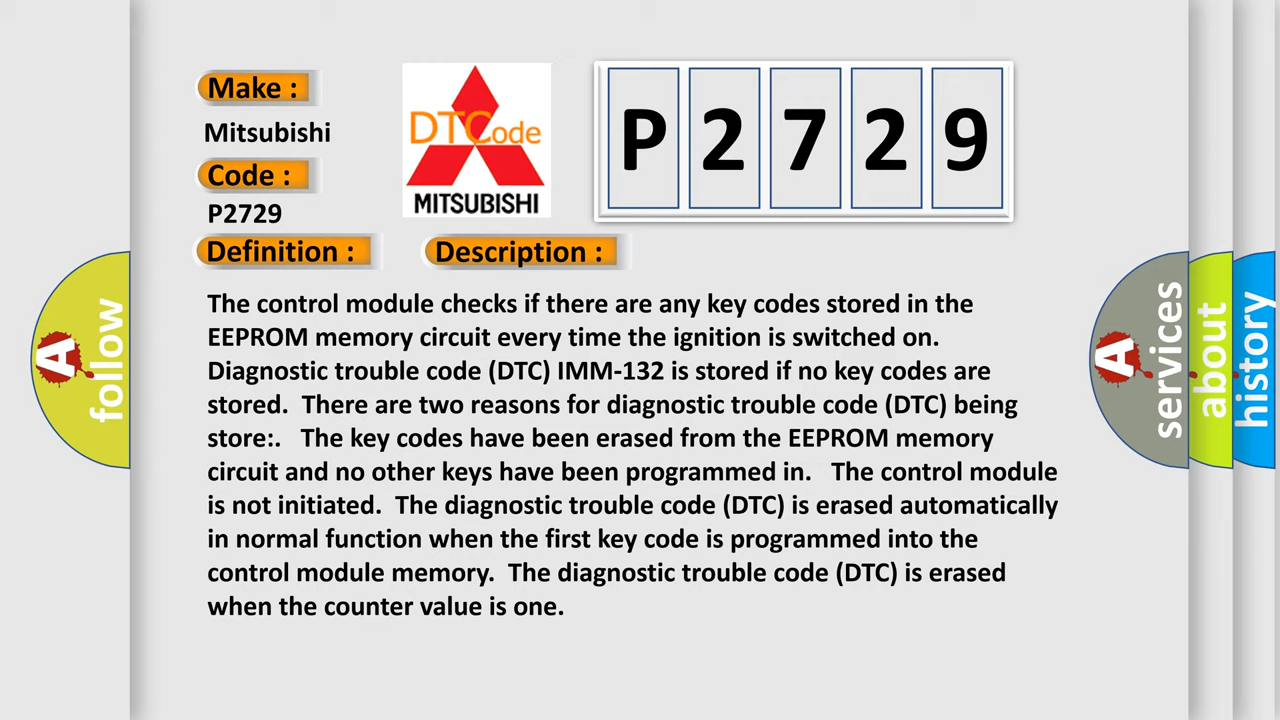 Make :
Mitsubishi
Code :
P2729
Definition :
Description :
DTCode
MITSUBISHI
P 2 7 2 9
The control module checks if there are any key codes stored in the
EEPROM memory circuit every time the ignition is switched on.
Diagnostic trouble code (DTC) IMM-132 is stored if no key codes are
stored. There are two reasons for diagnostic trouble code (DTC) being
store:. The key codes have been erased from the EEPROM memory
circuit and no other keys have been programmed in. The control module
is not initiated. The diagnostic trouble code (DTC) is erased automatically
in normal function when the first key code is programmed into the
control module memory. The diagnostic trouble code (DTC) is erased
when the counter value is one.
A follow
A services
about
history